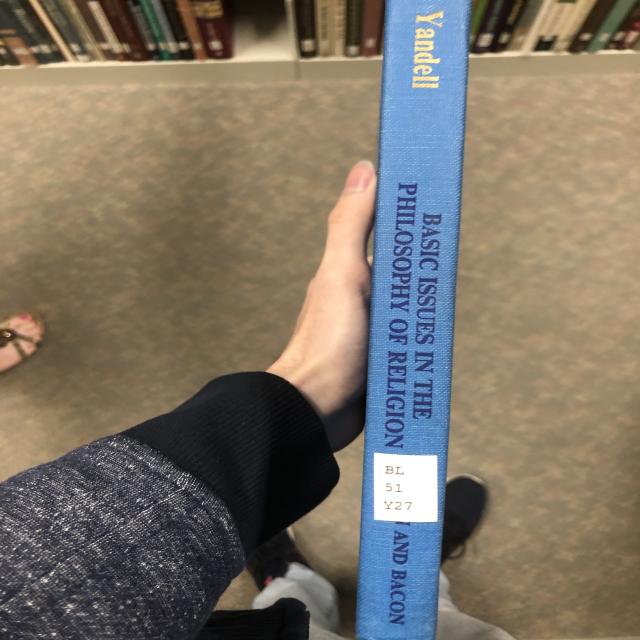 Yandell
BASIC ISSUES IN THE
PHILOSOPHY OF RELIGION
AND BACON
BL
51
Y27